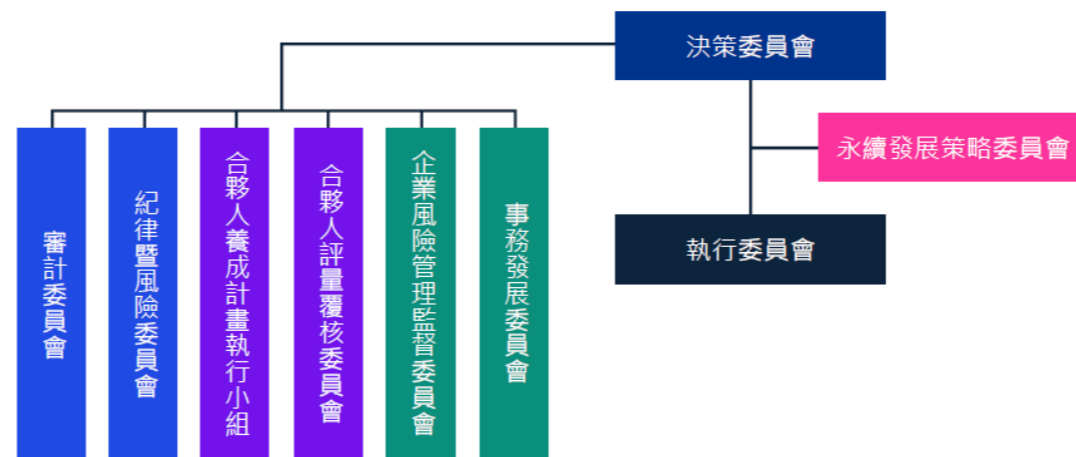 決策委員會
永續發展策略委員會
執行委員會
審計委員會
紀律暨風險委員會
合夥人養成計畫執行小組
合夥人評量覆核委員會
企業風險管理監督委員會
事務發展委員會